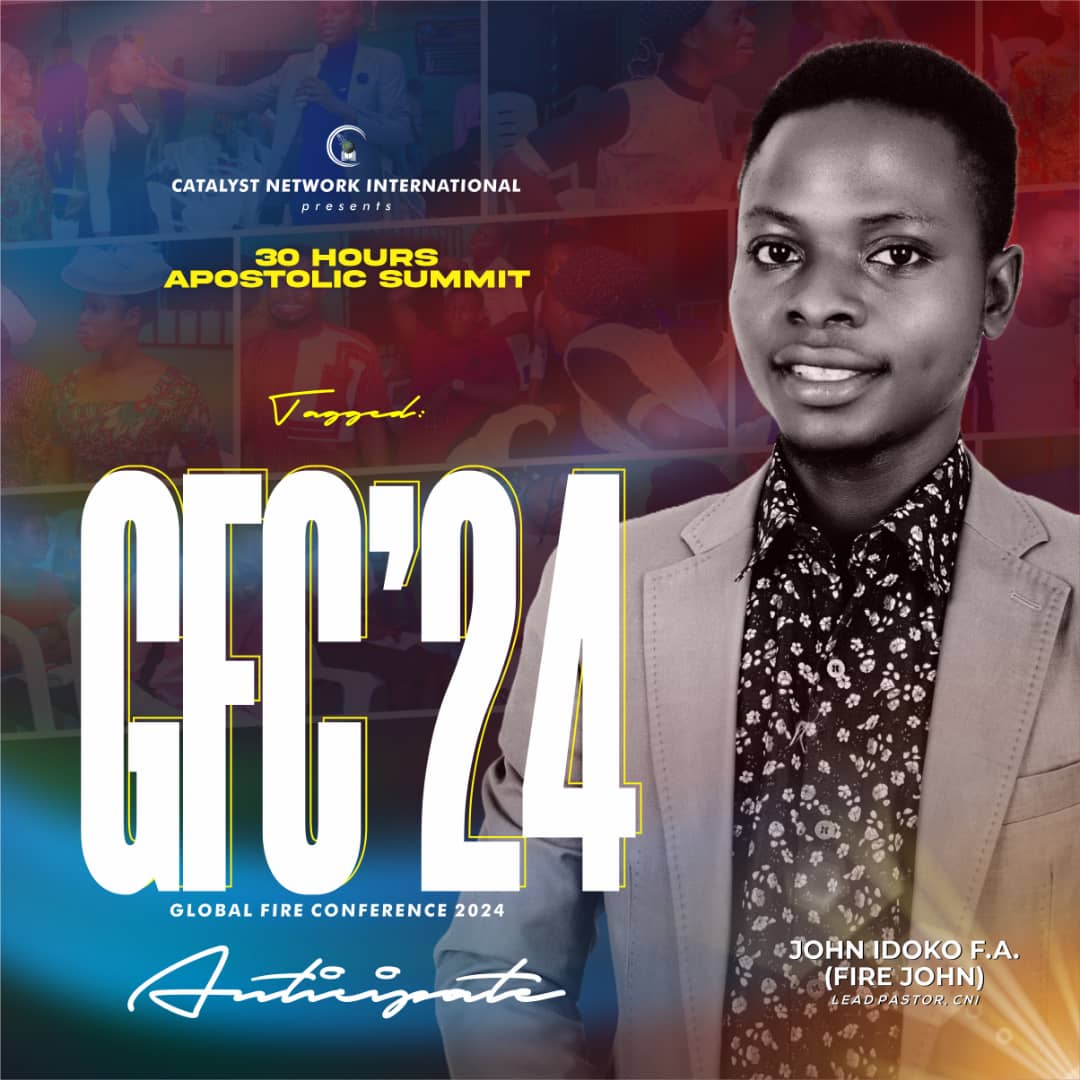 CATALYST NETWORK INTERNATIONAL
presents
30 HOURS
APOSTOLIC SUMMIT
Tagged:
GFC'24
GLOBAL FIRE CONFERENCE 2024
Anticipate
JOHN IDOKO F.A.
(FIRE JOHN)
LEAD PASTOR, CNI